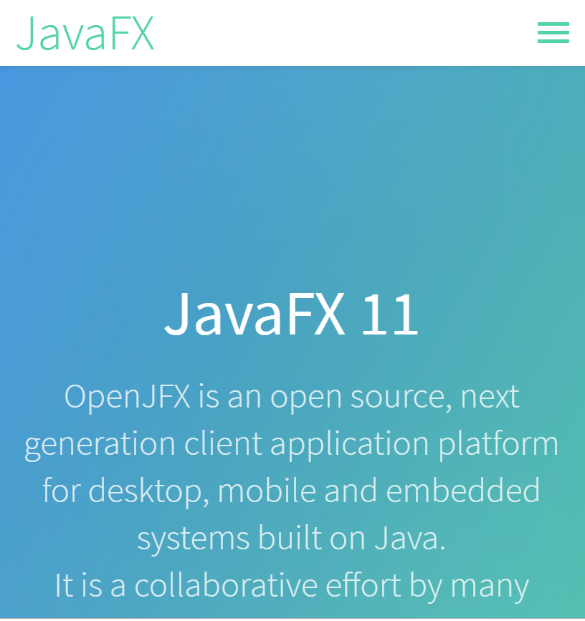 JavaFX
JavaFX 11
OpenJFX is an open source, next
generation client application platform
for desktop, mobile and embedded
systems built on Java.
It is a collaborative effort by many